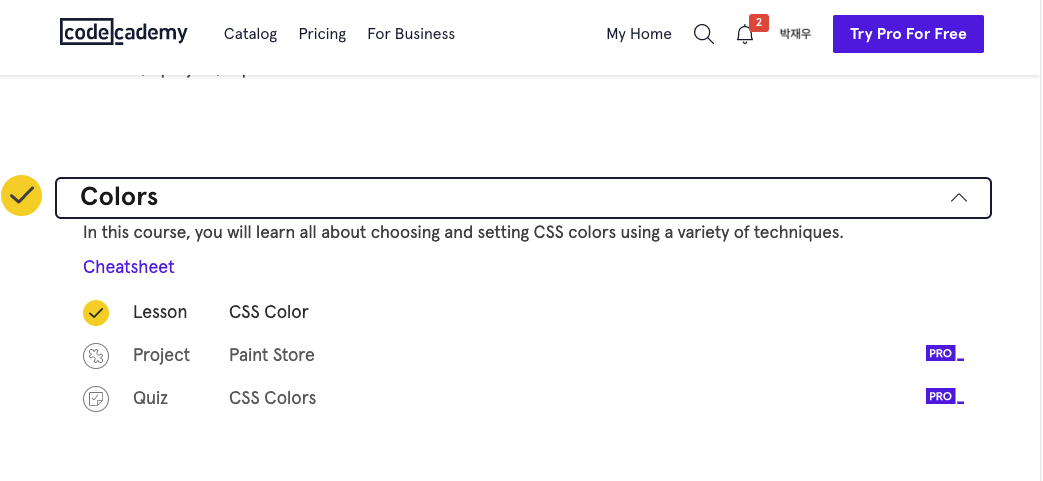 codecademy Catalog Pricing For Business My Home 2 박재우 Try Pro For Free
Colors
In this course, you will learn all about choosing and setting CSS colors using a variety of techniques.
Cheatsheet
Lesson CSS Color
Project Paint Store PRO
Quiz CSS Colors PRO